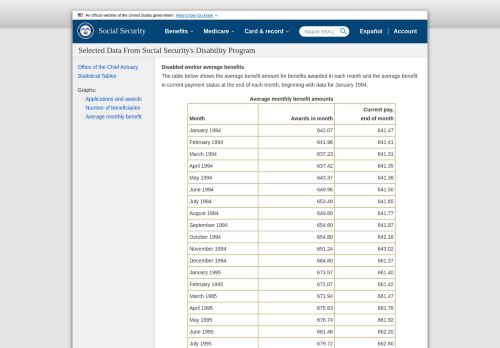 An official website of the United States government Here's how you know
Social Security
Benefits Medicare Card & record
Search SSA.g
Español Account
Selected Data From Social Security's Disability Program
Office of the Chief Actuary
Statistical Tables
Graphs:
Applications and awards
Number of beneficiaries
Average monthly benefit
Disabled worker average benefits
The table below shows the average benefit amount for benefits awarded in each month and the average benefit
in current payment status at the end of each month, beginning with data for January 1994.
Average monthly benefit amounts
Month Awards in month Current pay, end of month
January 1994 642.07 641.47
February 1994 641.96 641.41
March 1994 637.23 641.31
April 1994 637.42 641.35
May 1994 643.37 641.38
June 1994 649.96 641.50
July 1994 653.49 641.65
August 1994 649.80 641.77
September 1994 654.60 641.97
October 1994 654.80 642.18
November 1994 651.24 643.02
December 1994 664.80 661.37
January 1995 673.57 661.40
February 1995 672.07 661.42
March 1995 671.94 661.47
April 1995 675.63 661.76
May 1995 676.74 661.92
June 1995 681.48 662.20
July 1995 679.72 662.80